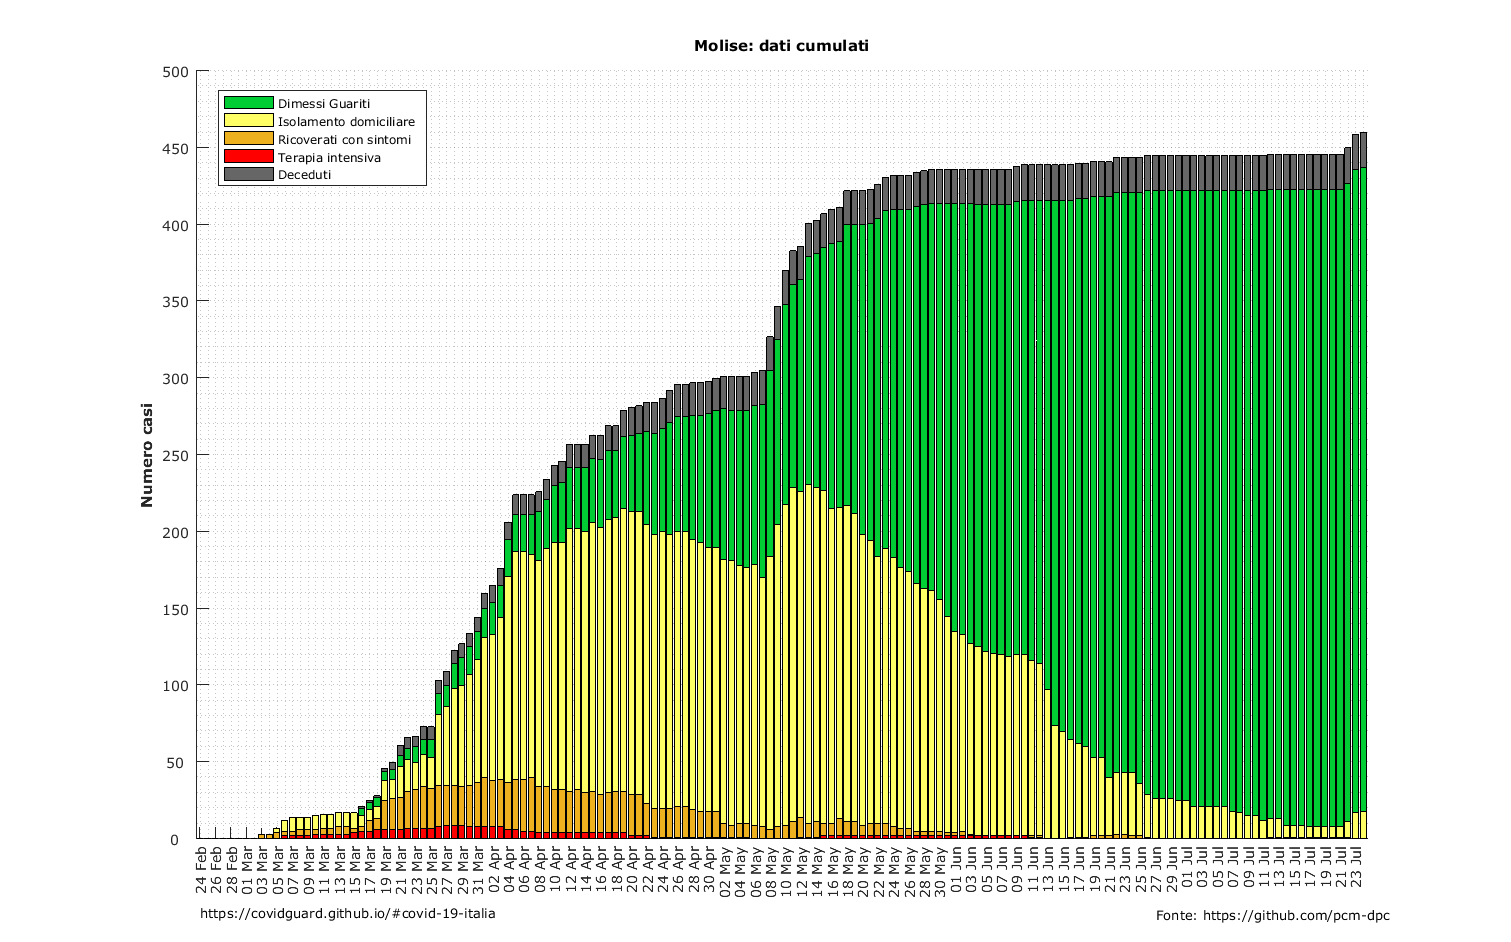 Molise: dati cumulati
Numero casi
500
450
400
350
300
250
200
150
100
50
0
Dimessi Guariti
Isolamento domiciliare
Ricoverati con sintomi
Terapia intensiva
Deceduti
24 Feb
26 Feb
28 Feb
01 Mar
03 Mar
05 Mar
07 Mar
09 Mar
11 Mar
13 Mar
15 Mar
17 Mar
19 Mar
21 Mar
23 Mar
25 Mar
27 Mar
29 Mar
31 Mar
02 Apr
04 Apr
06 Apr
08 Apr
10 Apr
12 Apr
14 Apr
16 Apr
18 Apr
20 Apr
22 Apr
24 Apr
26 Apr
28 Apr
30 Apr
02 May
04 May
06 May
08 May
10 May
12 May
14 May
16 May
18 May
20 May
22 May
24 May
26 May
28 May
30 May
01 Jun
03 Jun
05 Jun
07 Jun
09 Jun
11 Jun
13 Jun
15 Jun
17 Jun
19 Jun
21 Jun
23 Jun
25 Jun
27 Jun
29 Jun
01 Jul
03 Jul
05 Jul
07 Jul
09 Jul
11 Jul
13 Jul
15 Jul
17 Jul
19 Jul
21 Jul
23 Jul
https://covidguard.github.io/#covid-19-italia
Fonte: https://github.com/pcm-dpc